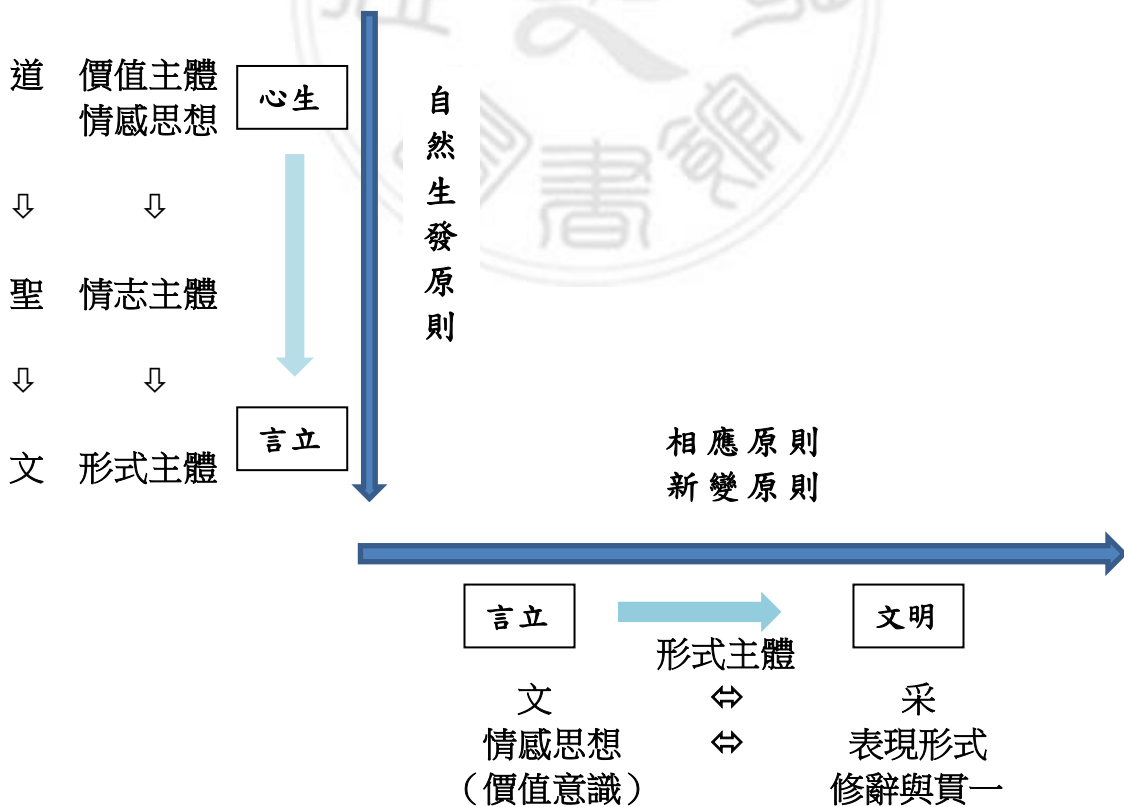 道 價值主體 心生
情感思想
自然生發原則
⇩ ⇩
聖 情志主體
⇩ ⇩
文 形式主體 言立
相應原則
新變原則
言立 文明
形式主體
文 ⬄ 采
情感思想 ⬄ 表現形式
（價值意識） 修辭與貫一
書